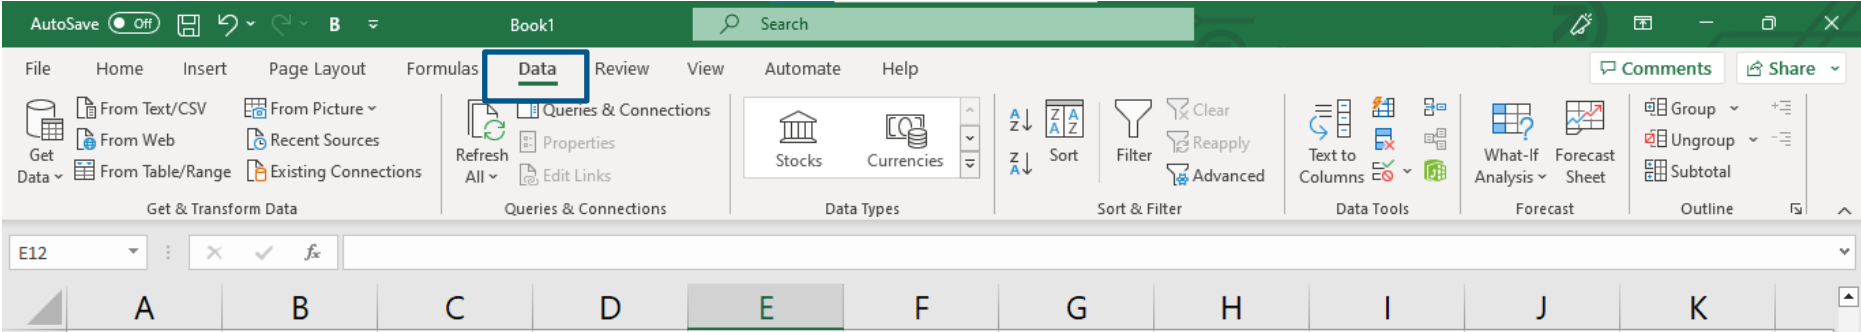 AutoSave Off B Book1 Search
File Home Insert Page Layout Formulas Data Review View Automate Help Comments Share
Get Data
From Text/CSV
From Web
From Table/Range
From Picture
Recent Sources
Existing Connections
Get & Transform Data
Refresh All
Queries & Connections
Properties
Edit Links
Queries & Connections
Stocks Currencies
Data Types
A Z
Z A
Z A A Z
Sort
Filter
Clear
Reapply
Advanced
Sort & Filter
Text to
Columns
Data Tools
What-If
Analysis
Forecast
Sheet
Forecast
Group
Ungroup
Subtotal
Outline
E12 fx
A B C D E F G H I J K